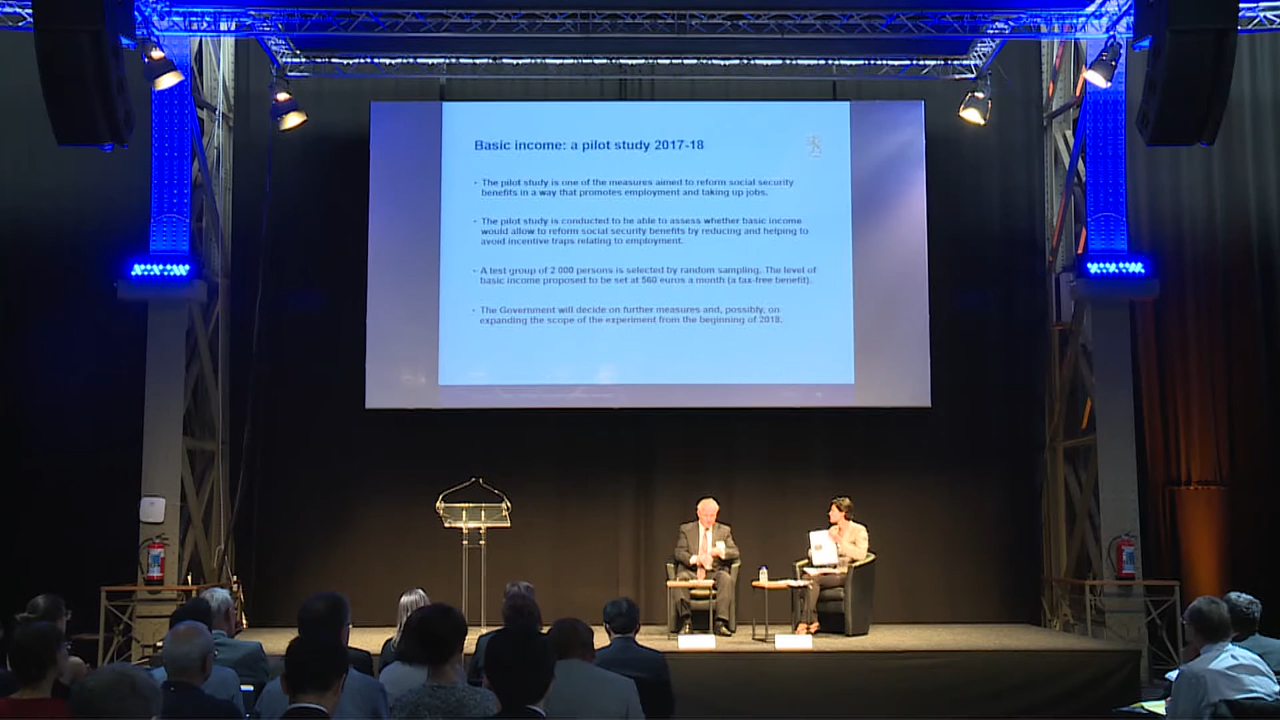 Basic income: a pilot study 2017-18
- The pilot study is one of the measures aimed to reform social security
benefits in a way that promotes employment and taking up jobs.
- The pilot study is conducted to be able to assess whether basic income
would allow to reform social security benefits by reducing and helping to
avoid incentive traps relating to employment.
- A test group of 2 000 persons is selected by random sampling. The level of
basic income proposed to be set at 560 euros a month (a tax-free benefit).
- The Government will decide on further measures and, possibly, on
expanding the scope of the experiment from the beginning of 2018.